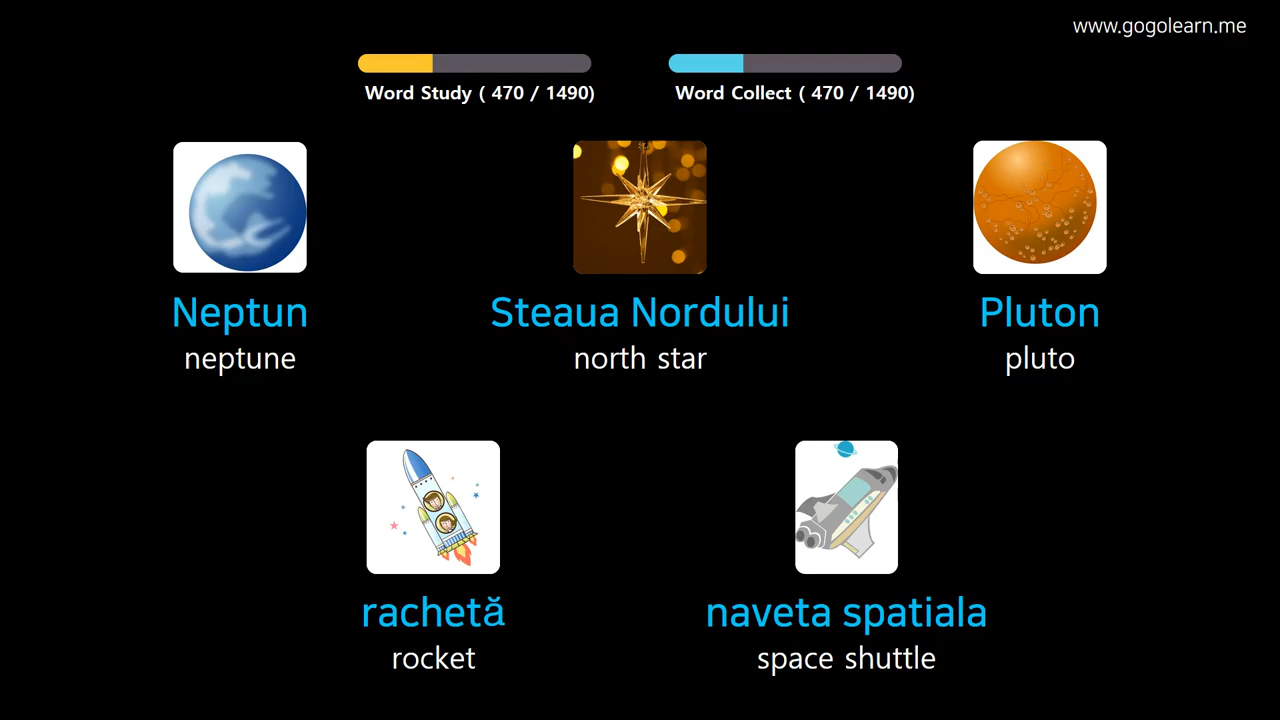 www.gogolearn.me
Word Study ( 470 / 1490)
Word Collect ( 470 / 1490)
Neptun
neptune
Steaua Nordului
north star
Pluton
pluto
rachetă
rocket
naveta spatiala
space shuttle